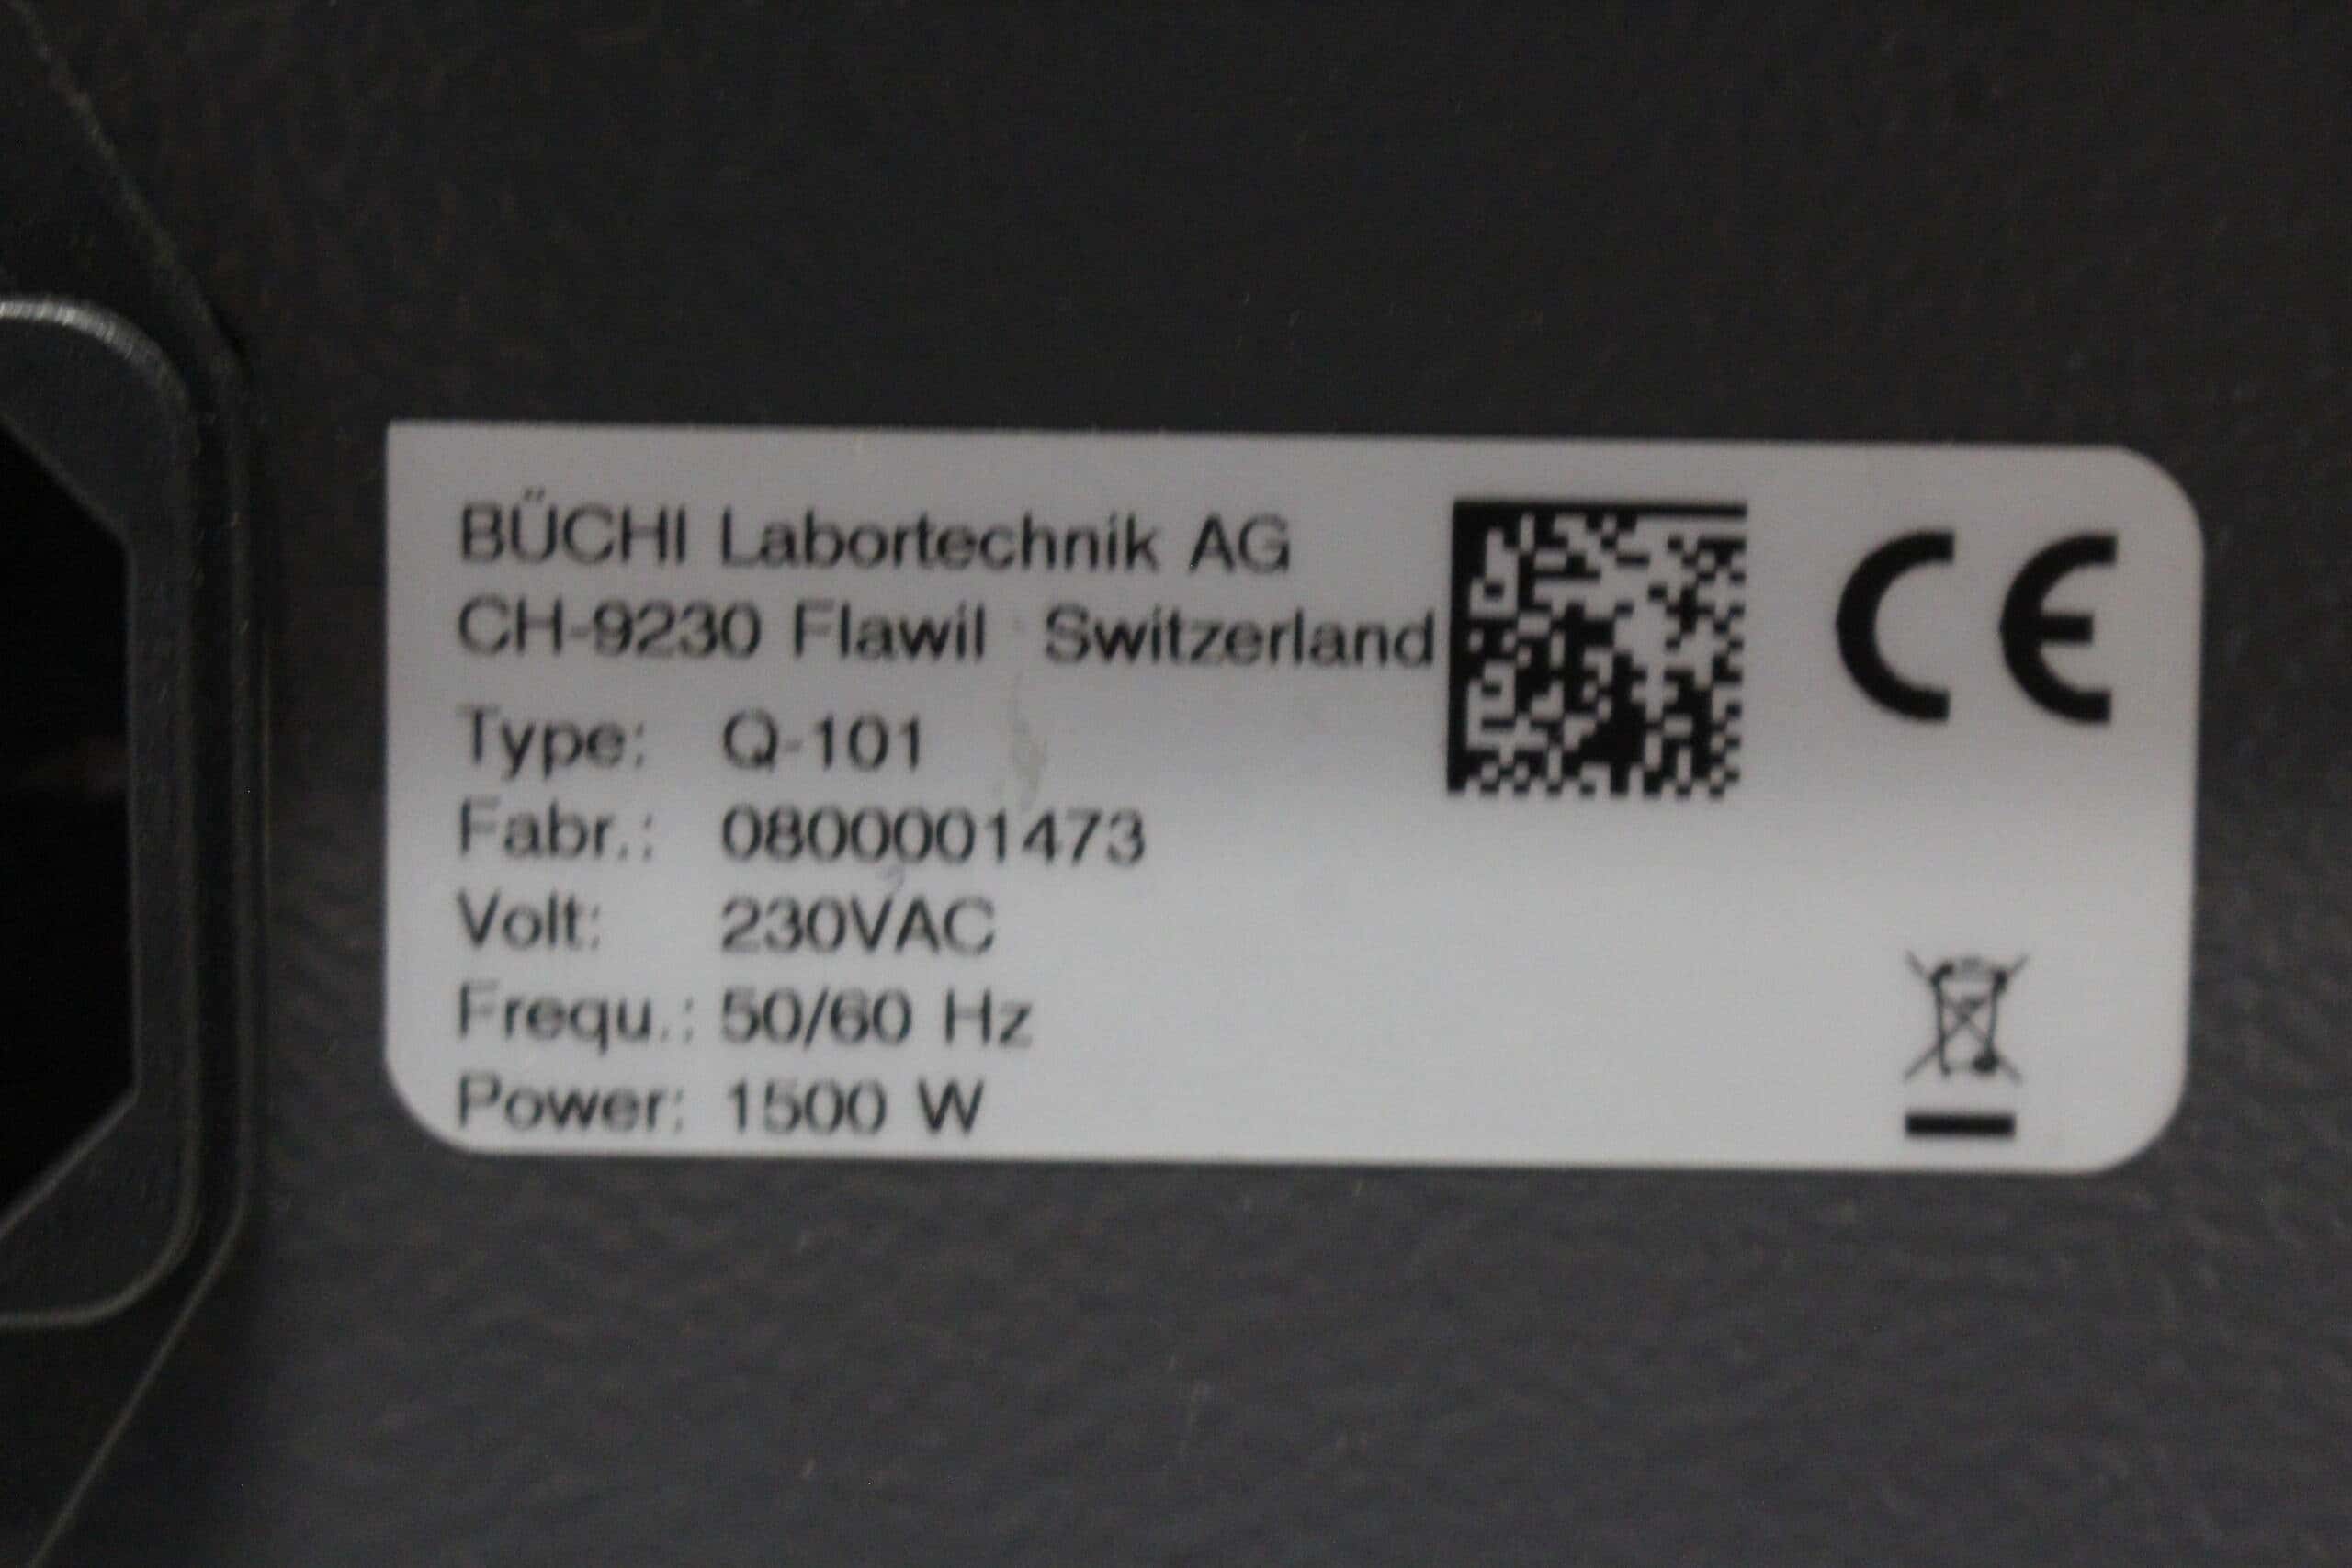 BÜCHI Labortechnik AG
CH-9230 Flawil Switzerland
Type: Q-101
Fabr.: 0800001473
Volt: 230VAC
Frequ.: 50/60 Hz
Power: 1500 W
CE